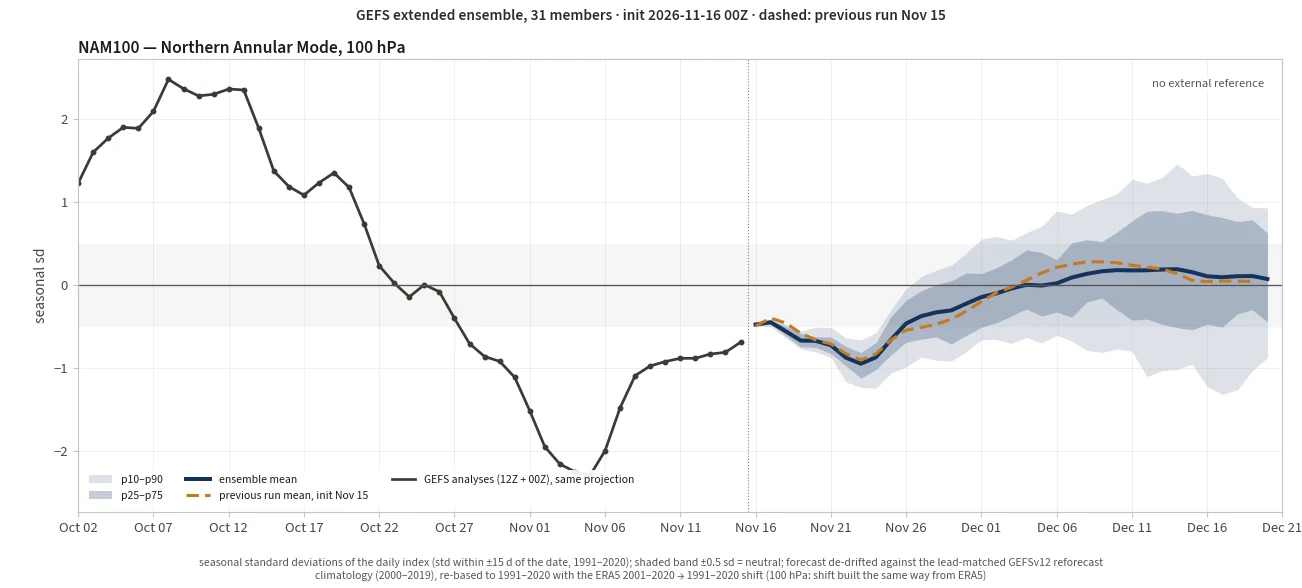 GEFS extended ensemble, 31 members · init 2026-11-16 00Z · dashed: previous run Nov 15
NAM100 — Northern Annular Mode, 100 hPa
no external reference
seasonal sd
2
1
0
−1
−2
p10–p90
ensemble mean
GEFS analyses (12Z + 00Z), same projection
p25–p75
previous run mean, init Nov 15
Oct 02
Oct 07
Oct 12
Oct 17
Oct 22
Oct 27
Nov 01
Nov 06
Nov 11
Nov 16
Nov 21
Nov 26
Dec 01
Dec 06
Dec 11
Dec 16
Dec 21
seasonal standard deviations of the daily index (std within ±15 d of the date, 1991–2020); shaded band ±0.5 sd = neutral; forecast de-drifted against the lead-matched GEFSv12 reforecast
climatology (2000–2019), re-based to 1991–2020 with the ERA5 2001–2020 → 1991–2020 shift (100 hPa: shift built the same way from ERA5)